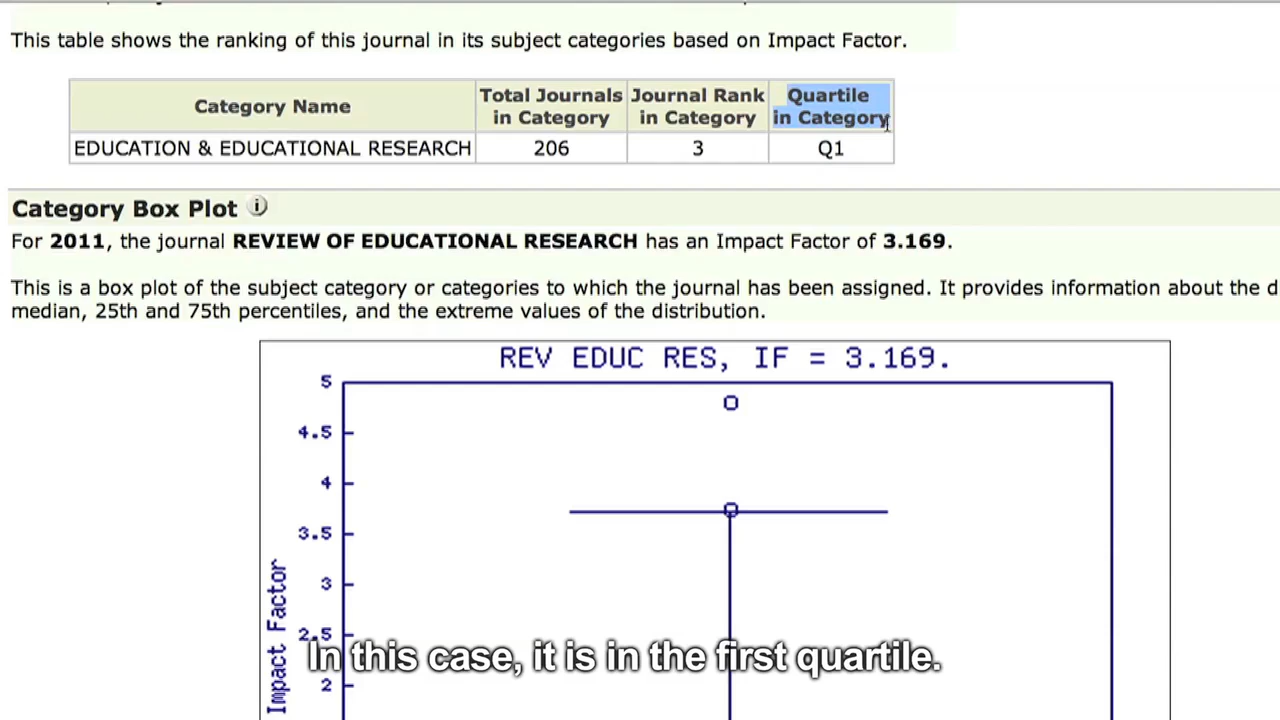 This table shows the ranking of this journal in its subject categories based on Impact Factor.
Category Name
Total Journals
in Category
Journal Rank
in Category
Quartile
in Category
EDUCATION & EDUCATIONAL RESEARCH 206 3 Q1
Category Box Plot i
For 2011, the journal REVIEW OF EDUCATIONAL RESEARCH has an Impact Factor of 3.169.
This is a box plot of the subject category or categories to which the journal has been assigned. It provides information about the d
median, 25th and 75th percentiles, and the extreme values of the distribution.
REV EDUC RES, IF = 3.169.
5
4.5
4
3.5
3
2.5
2
Impact Factor
In this case, it is in the first quartile.